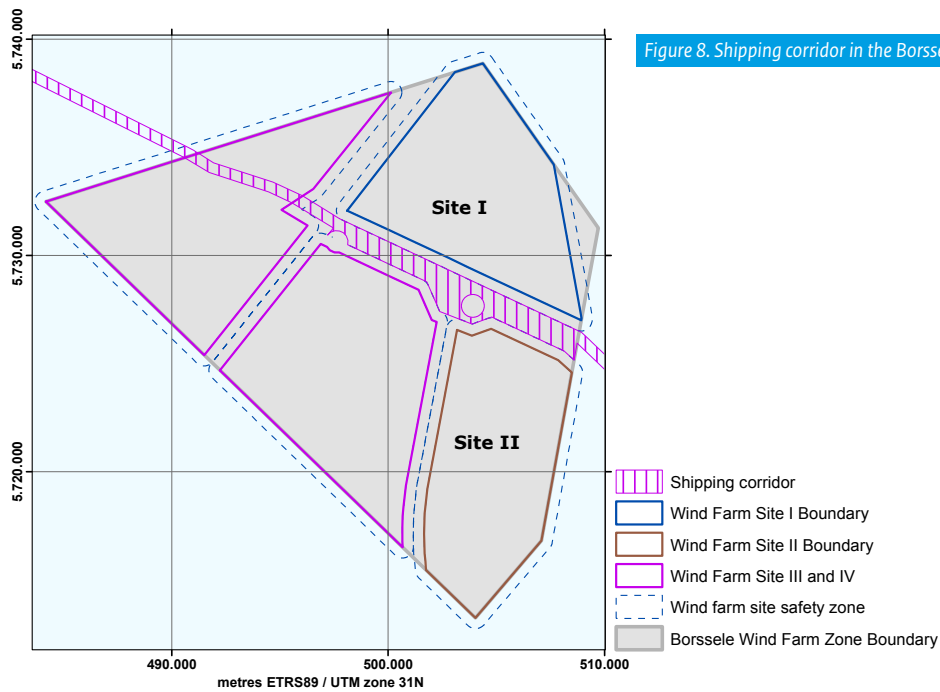 Figure 8. Shipping corridor in the Borss
5.740.000
5.730.000
5.720.000
Site I
Site II
490.000
500.000
510.000
metres ETRS89 / UTM zone 31N
Shipping corridor
Wind Farm Site I Boundary
Wind Farm Site II Boundary
Wind Farm Site III and IV
Wind farm site safety zone
Borssele Wind Farm Zone Boundary